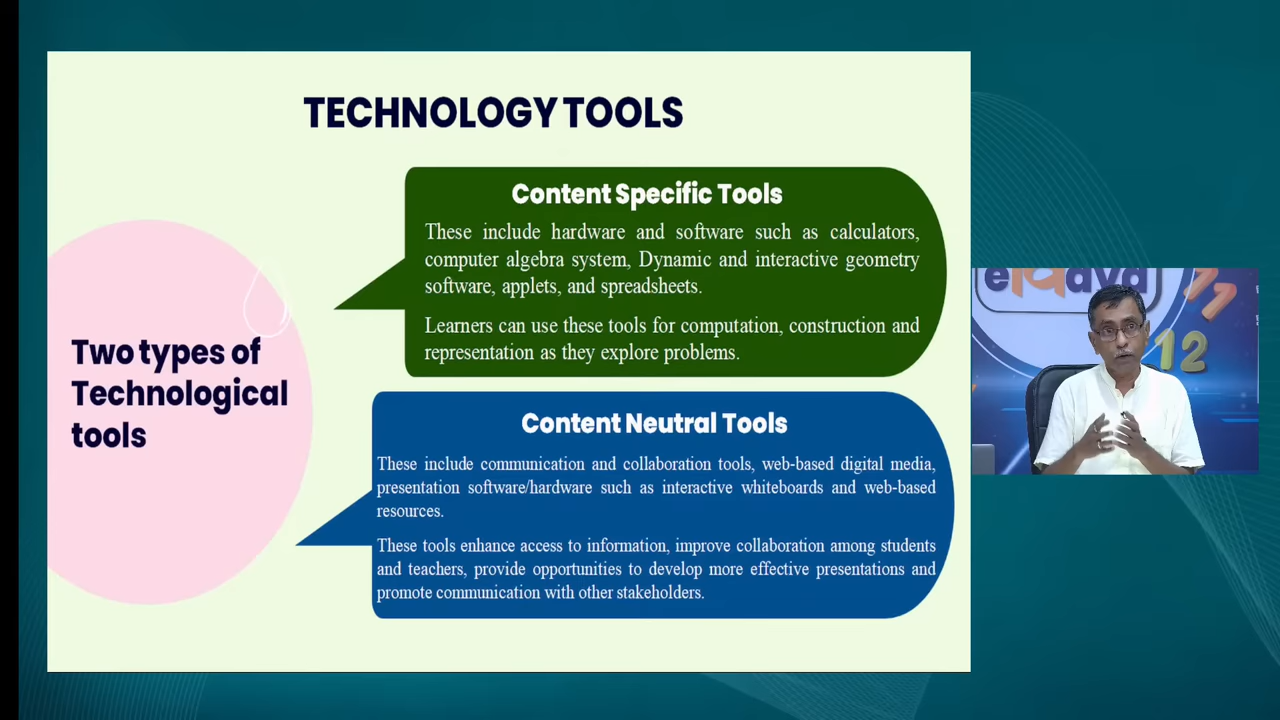 TECHNOLOGY TOOLS
Content Specific Tools
These include hardware and software such as calculators,
computer algebra system, Dynamic and interactive geometry
software, applets, and spreadsheets.
Learners can use these tools for computation, construction and
representation as they explore problems.
Two types of
Technological
tools
Content Neutral Tools
These include communication and collaboration tools, web-based digital media,
presentation software/hardware such as interactive whiteboards and web-based
resources.
These tools enhance access to information, improve collaboration among students
and teachers, provide opportunities to develop more effective presentations and
promote communication with other stakeholders.
12